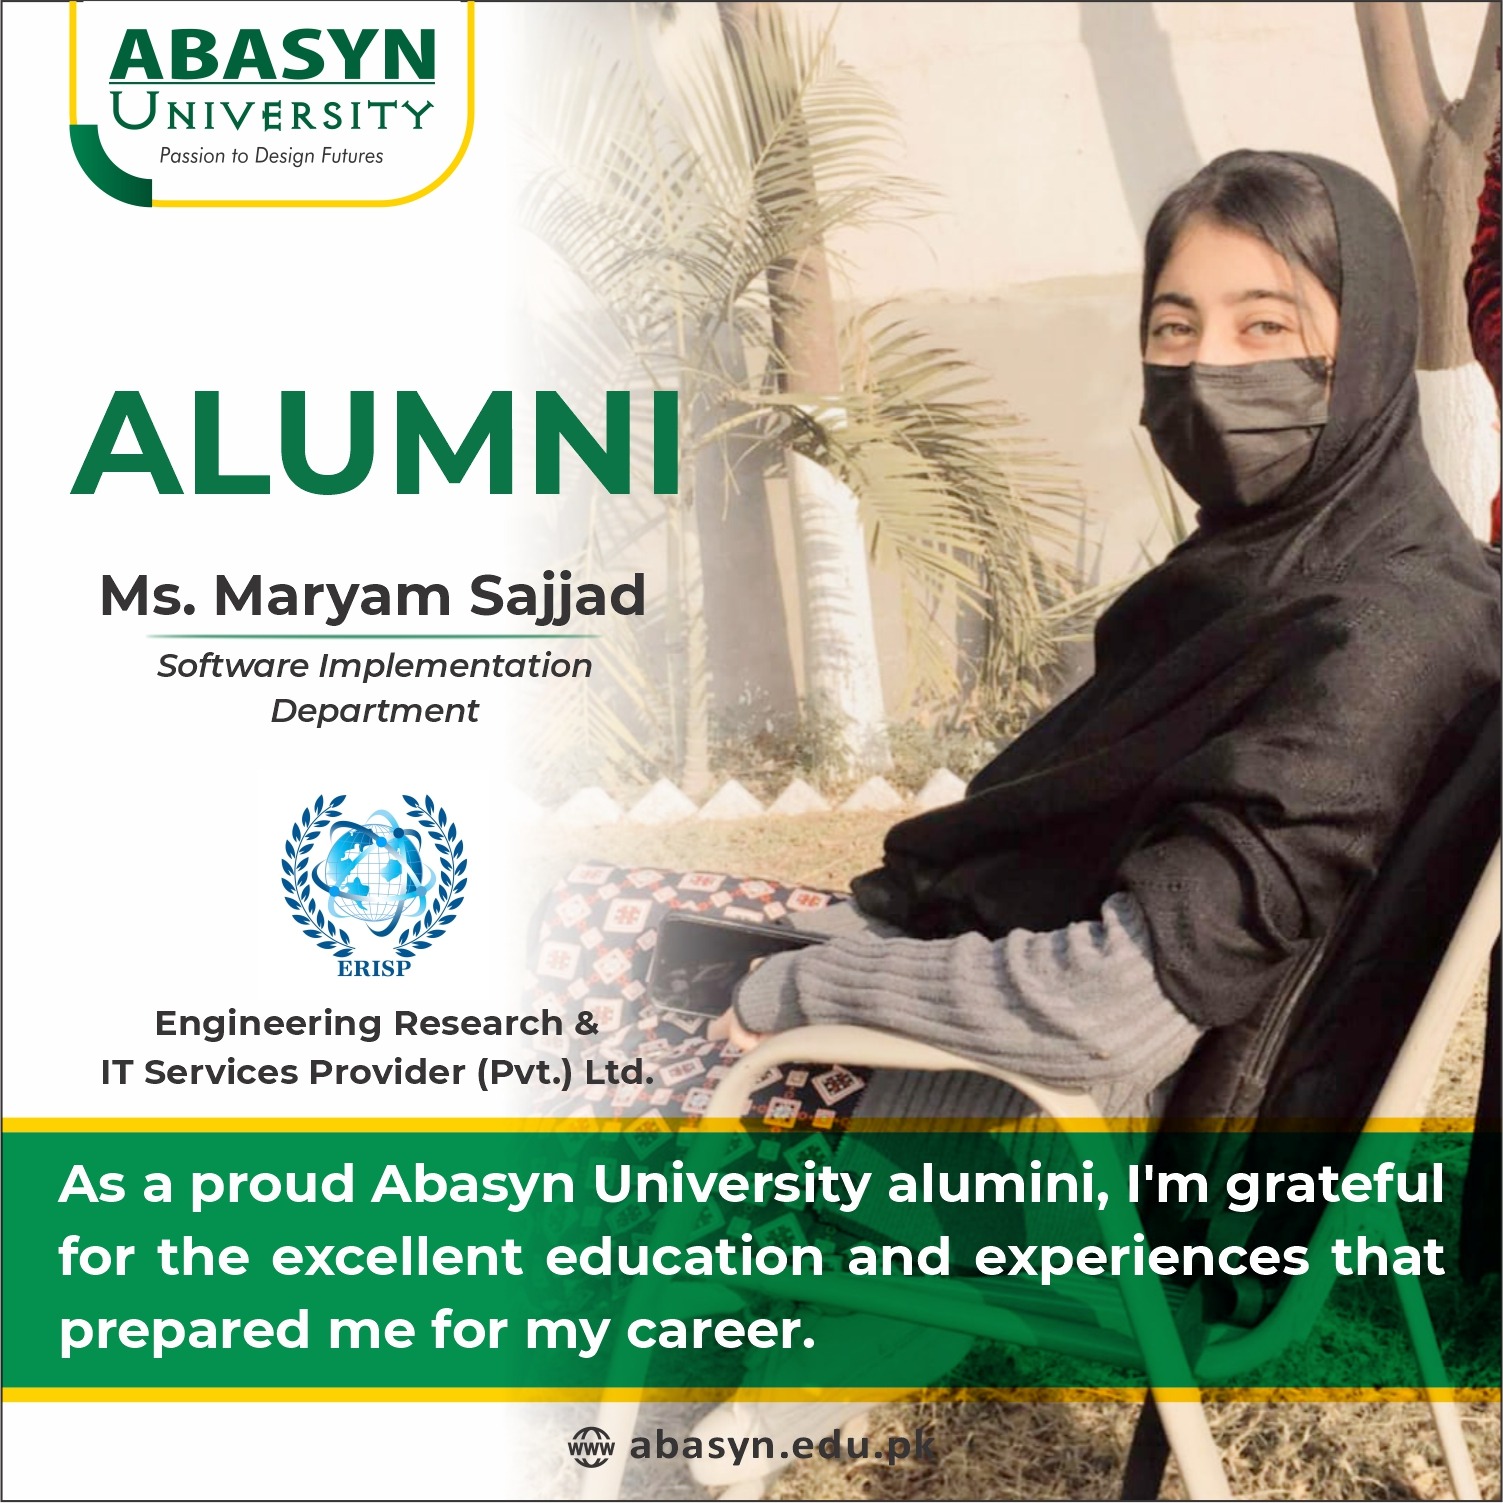 ABASYN
UNIVERSITY
Passion to Design Futures
ALUMNI
Ms. Maryam Sajjad
Software Implementation
Department
ERISP
Engineering Research &
IT Services Provider (Pvt.) Ltd.
As a proud Abasyn University alumini, I'm grateful
for the excellent education and experiences that
prepared me for my career.
www abasyn.edu.pk